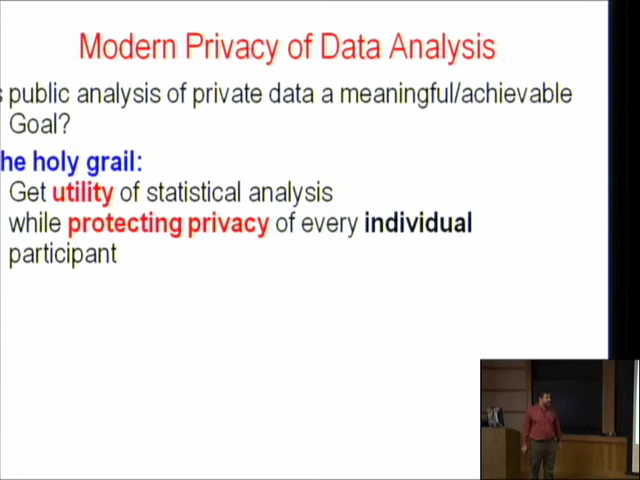 Modern Privacy of Data Analysis
s public analysis of private data a meaningful/achievable
Goal?
he holy grail:
Get utility of statistical analysis
while protecting privacy of every individual
participant